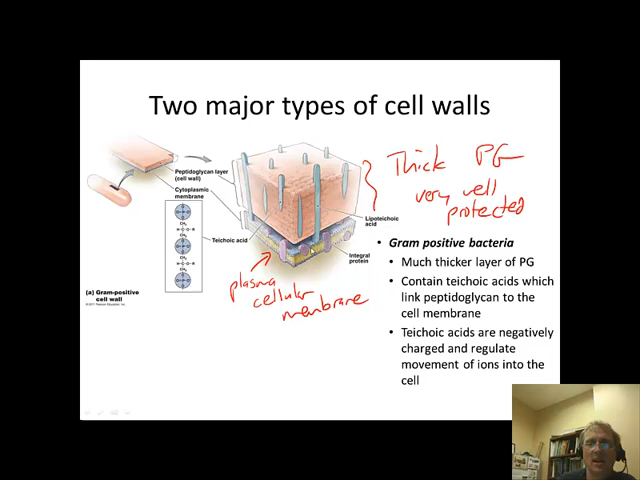 Two major types of cell walls
Peptidoglycan layer
(cell wall)
Cytoplasmic
membrane
Teichoic acid
Lipoteichoic
acid
Integral
protein
(a) Gram-positive
cell wall
Thick PG
very well
protected
plasma
cellular
membrane
• Gram positive bacteria
• Much thicker layer of PG
• Contain teichoic acids which
link peptidoglycan to the
cell membrane
• Teichoic acids are negatively
charged and regulate
movement of ions into the
cell